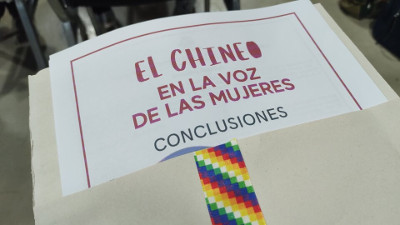 EL CHINEO
EN LA VOZ
DE LAS MUJERES
CONCLUSIONES